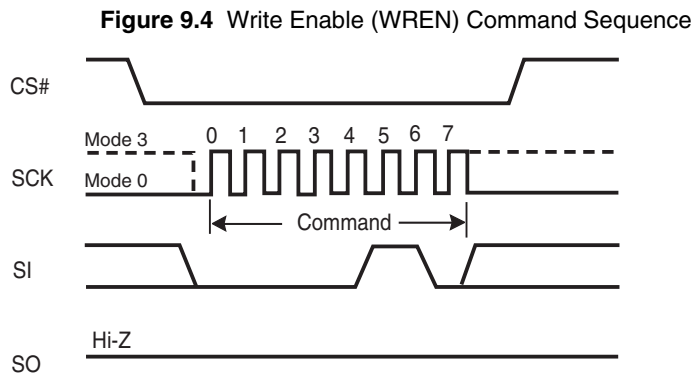 Figure 9.4 Write Enable (WREN) Command Sequence
CS#
Mode 3
0 1 2 3 4 5 6 7
SCK
Mode 0
Command
SI
Hi-Z
SO